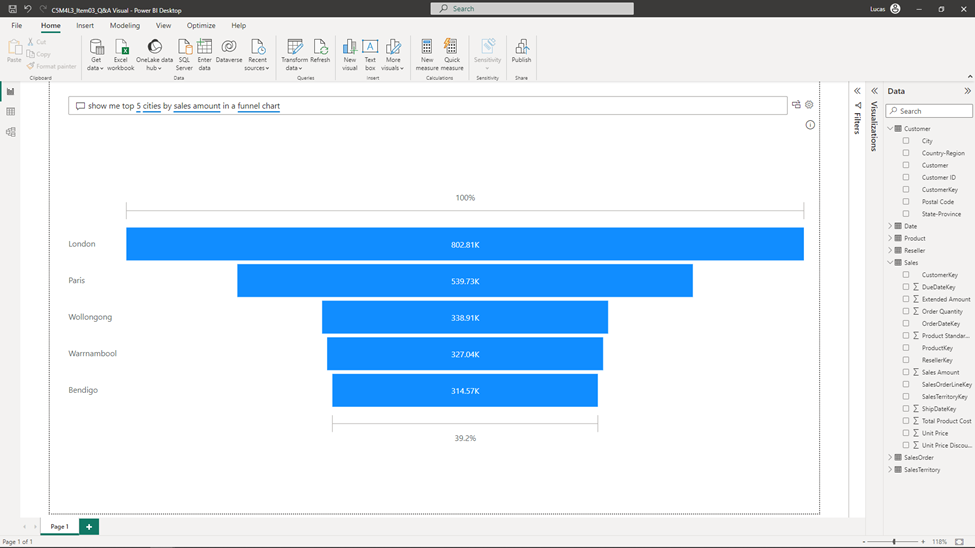 C5M4L3_Item03_Q&A Visual - Power BI Desktop
Search
Lucas
File Home Insert Modeling View Optimize Help
Paste
Cut
Copy
Format painter
Clipboard
Get data
Excel workbook
OneLake data hub
SQL Server
Enter data
Dataverse
Recent sources
Data
Transform data
Refresh
Queries
New visual
Text box
More visuals
Insert
New measure
Quick measure
Calculations
Sensitivity
Sensitivity
Publish
Share
show me top 5 cities by sales amount in a funnel chart
100%
London 802.81K
Paris 539.73K
Wollongong 338.91K
Warrnambool 327.04K
Bendigo 314.57K
39.2%
Filters
Visualizations
Data
Search
Customer
City
Country-Region
Customer
Customer ID
CustomerKey
Postal Code
State-Province
Date
Product
Reseller
Sales
CustomerKey
DueDateKey
Extended Amount
Order Quantity
OrderDateKey
Product Standar...
ProductKey
ResellerKey
Sales Amount
SalesOrderLineKey
SalesTerritoryKey
ShipDateKey
Total Product Cost
Unit Price
Unit Price Discou...
SalesOrder
SalesTerritory
Page 1
Page 1 of 1
118%